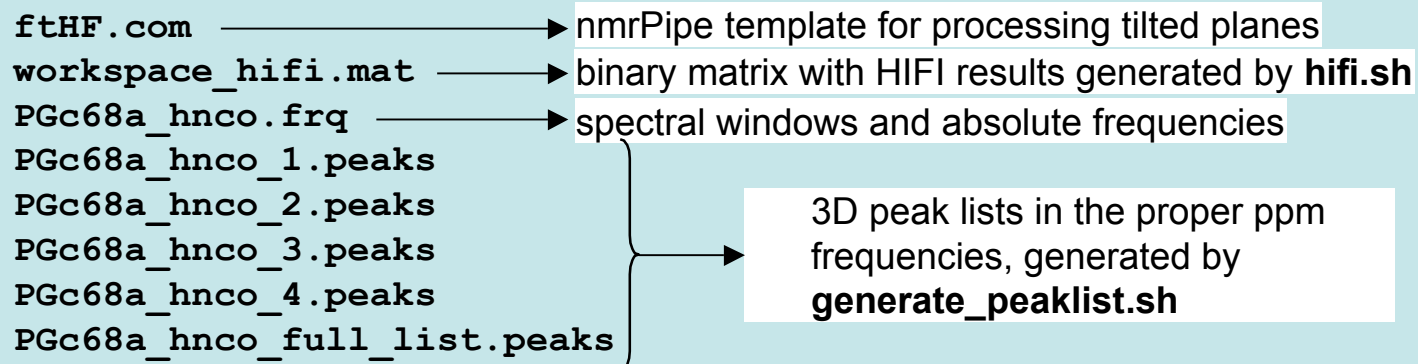 ftHF.com nmrPipe template for processing tilted planes
workspace_hifi.mat binary matrix with HIFI results generated by hifi.sh
PGc68a_hnco.frq spectral windows and absolute frequencies
PGc68a_hnco_1.peaks
PGc68a_hnco_2.peaks
PGc68a_hnco_3.peaks
PGc68a_hnco_4.peaks
PGc68a_hnco_full_list.peaks
3D peak lists in the proper ppm
frequencies, generated by
generate_peaklist.sh